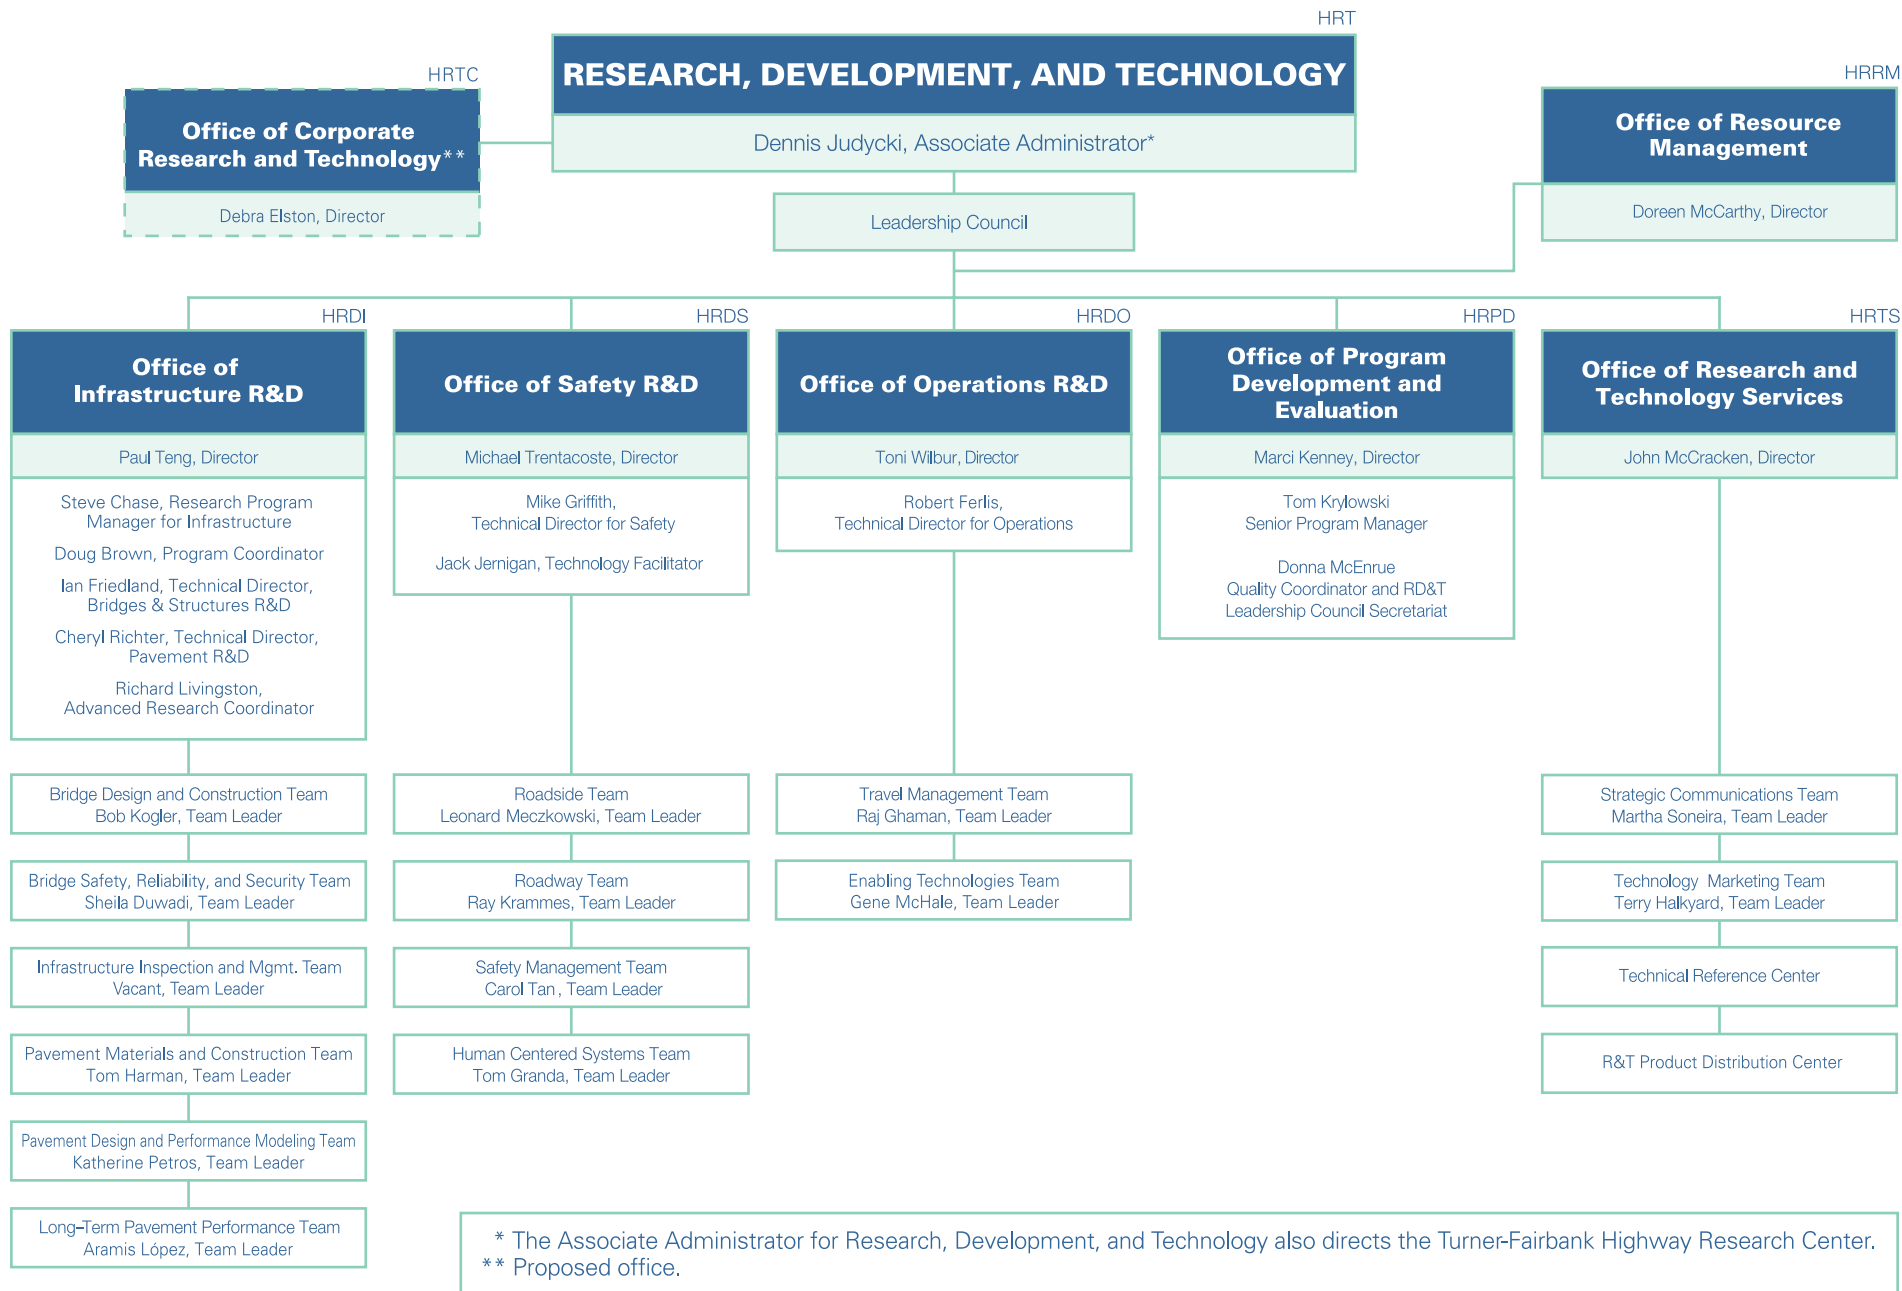 HRT
RESEARCH, DEVELOPMENT, AND TECHNOLOGY
Dennis Judycki, Associate Administrator*
HRTC
Office of Corporate
Research and Technology**
Debra Elston, Director
HRRM
Office of Resource
Management
Doreen McCarthy, Director
Leadership Council
HRDI
Office of
Infrastructure R&D
Paul Teng, Director
Steve Chase, Research Program
Manager for Infrastructure
Doug Brown, Program Coordinator
Ian Friedland, Technical Director,
Bridges & Structures R&D
Cheryl Richter, Technical Director,
Pavement R&D
Richard Livingston,
Advanced Research Coordinator
Bridge Design and Construction Team
Bob Kogler, Team Leader
Bridge Safety, Reliability, and Security Team
Sheila Duwadi, Team Leader
Infrastructure Inspection and Mgmt. Team
Vacant, Team Leader
Pavement Materials and Construction Team
Tom Harman, Team Leader
Pavement Design and Performance Modeling Team
Katherine Petros, Team Leader
Long-Term Pavement Performance Team
Aramis López, Team Leader
HRDS
Office of Safety R&D
Michael Trentacoste, Director
Mike Griffith,
Technical Director for Safety
Jack Jernigan, Technology Facilitator
Roadside Team
Leonard Meczkowski, Team Leader
Roadway Team
Ray Krammes, Team Leader
Safety Management Team
Carol Tan, Team Leader
Human Centered Systems Team
Tom Granda, Team Leader
HRDO
Office of Operations R&D
Toni Wilbur, Director
Robert Ferlis,
Technical Director for Operations
Travel Management Team
Raj Ghaman, Team Leader
Enabling Technologies Team
Gene McHale, Team Leader
HRPD
Office of Program
Development and
Evaluation
Marci Kenney, Director
Tom Krylowski
Senior Program Manager
Donna McEnrue
Quality Coordinator and RD&T
Leadership Council Secretariat
HRTS
Office of Research and
Technology Services
John McCracken, Director
Strategic Communications Team
Martha Soneira, Team Leader
Technology Marketing Team
Terry Halkyard, Team Leader
Technical Reference Center
R&T Product Distribution Center
* The Associate Administrator for Research, Development, and Technology also directs the Turner-Fairbank Highway Research Center.
** Proposed office.